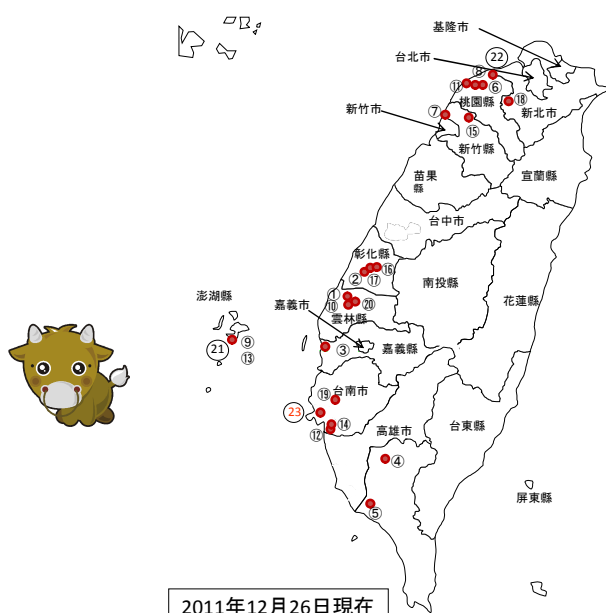 基隆市
台北市
㉒
⑧
⑪
⑥
桃園縣
⑱
新竹市
⑦
⑮
新北市
新竹縣
苗栗
縣
宜蘭縣
台中市
彰化縣
②
⑰
⑯
南投縣
花蓮縣
澎湖縣
①
⑩
⑳
雲林縣
嘉義市
㉑
⑨
⑬
③
嘉義縣
台南市
⑲
㉓
⑫
⑭
高雄市
台東縣
④
⑤
屏東縣
2011年12月26日現在